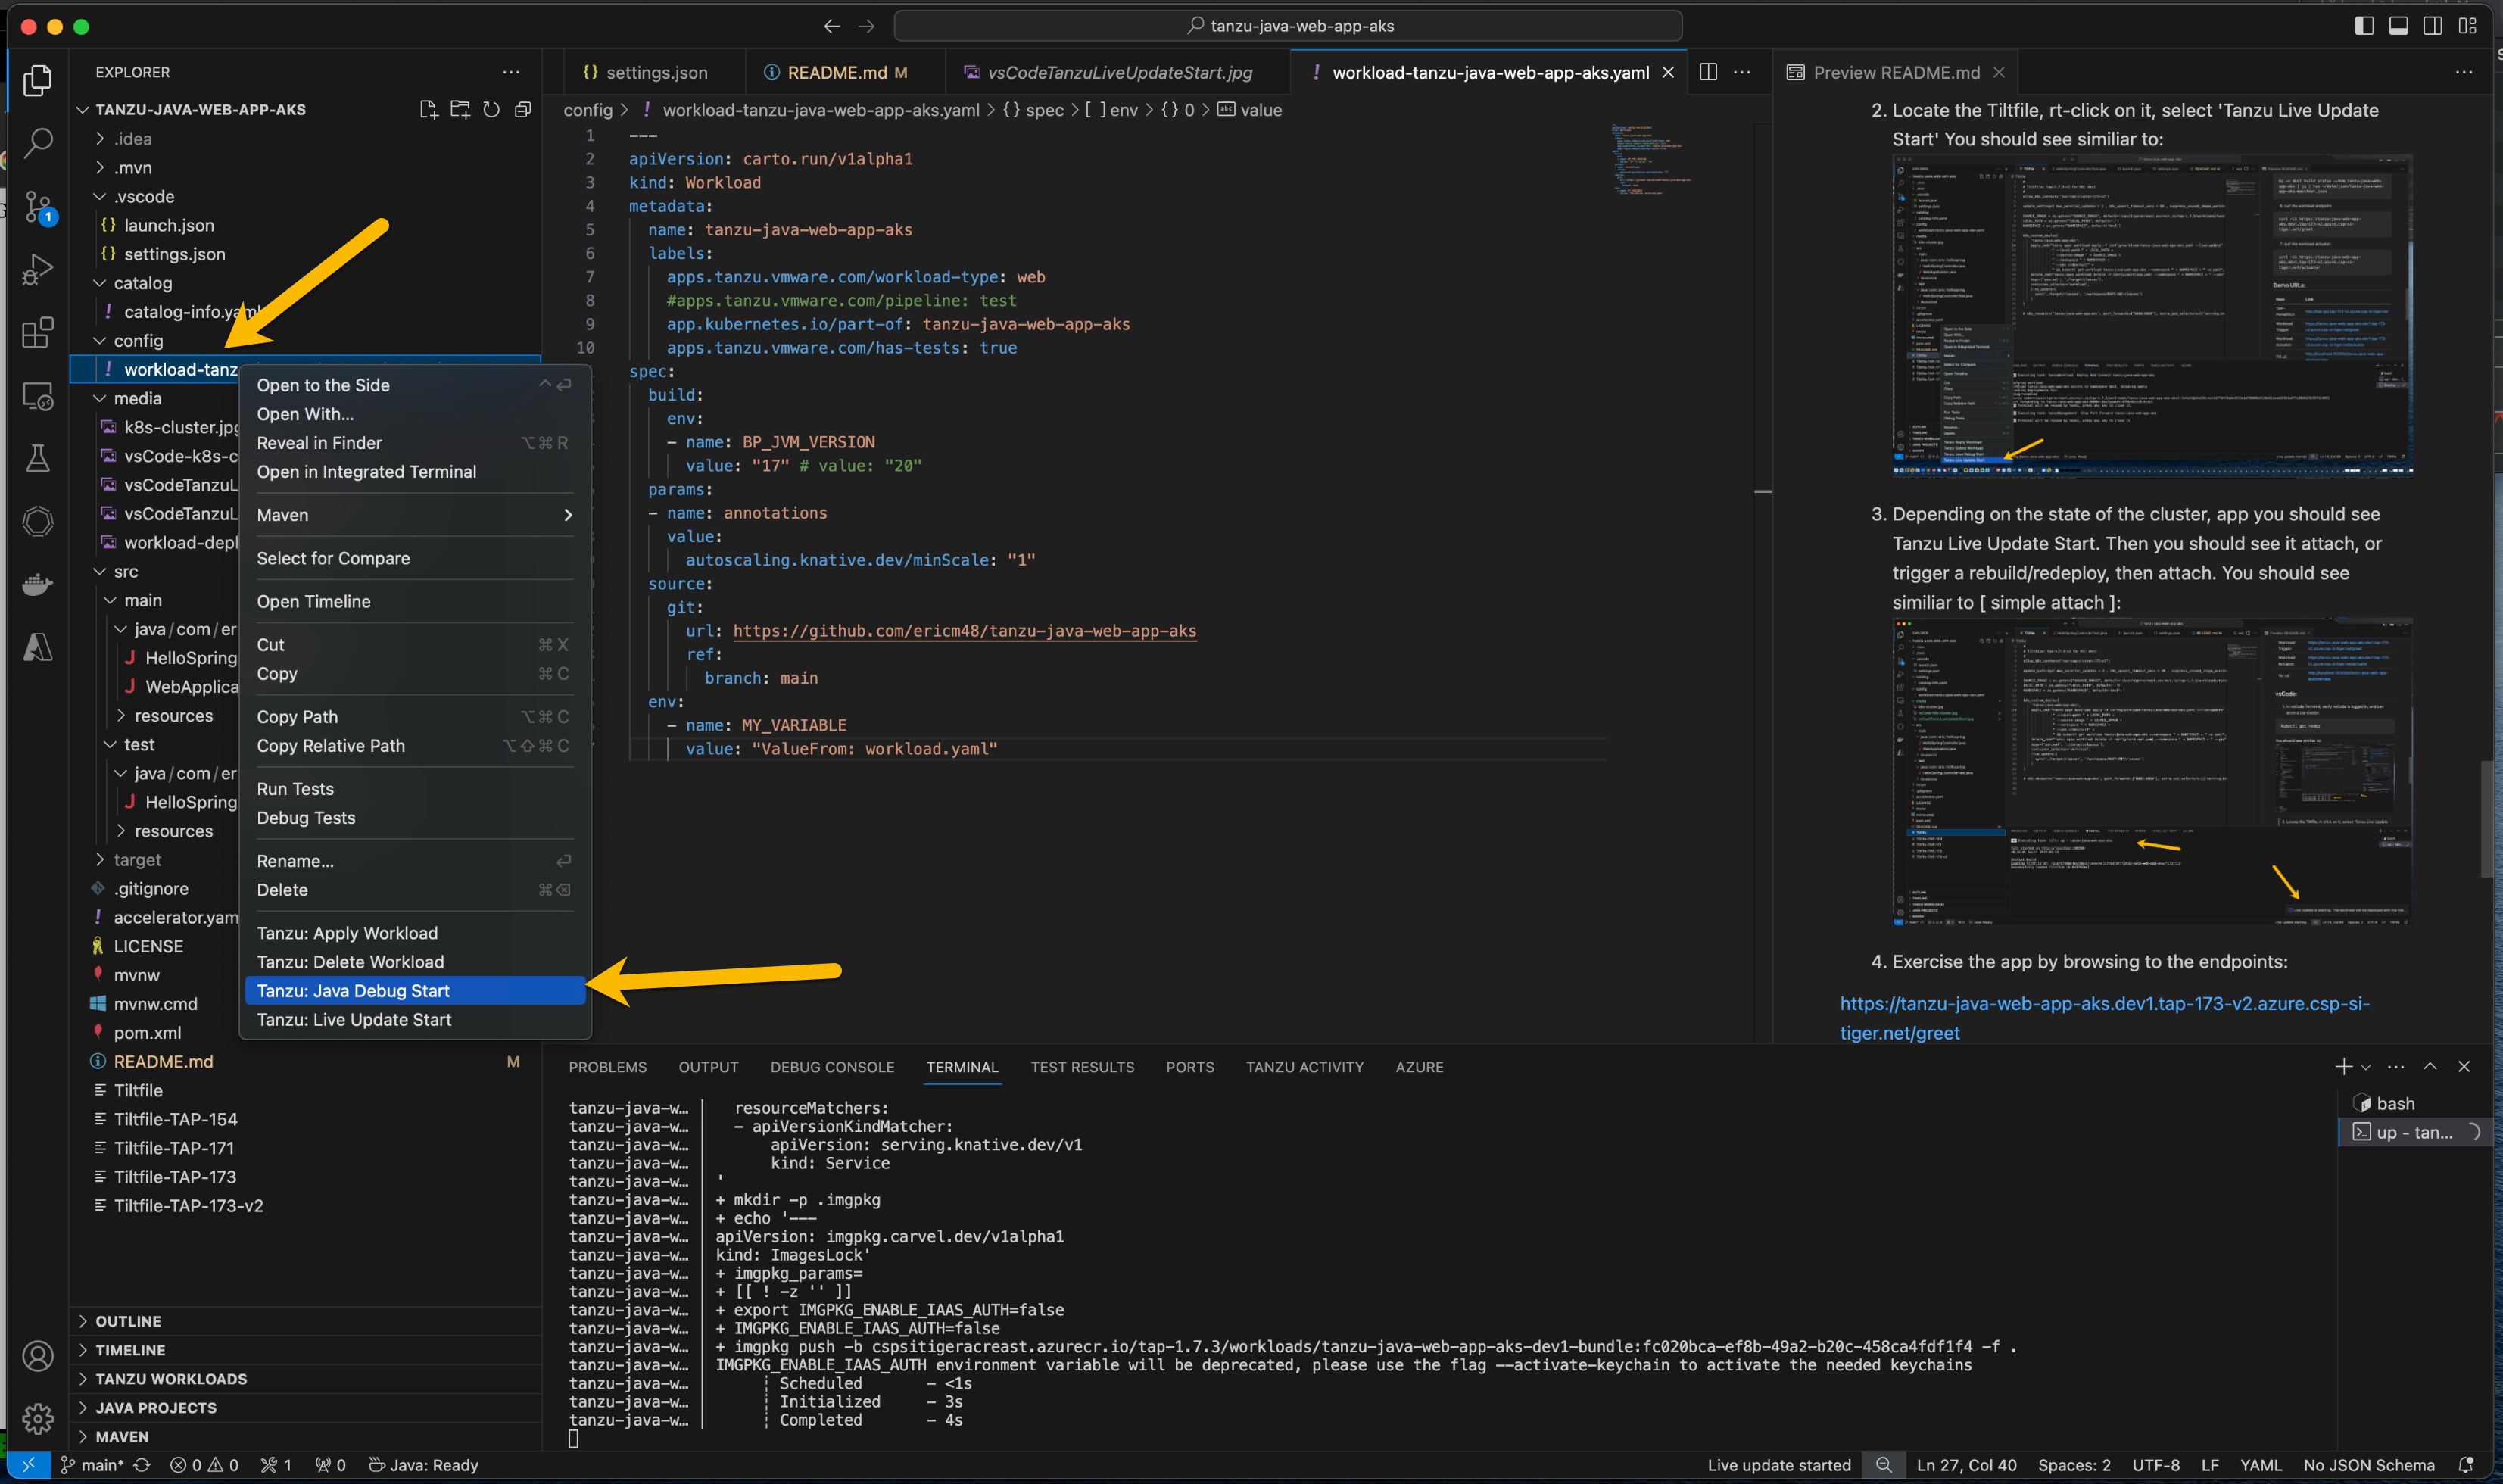 tanzu-java-web-app-aks
EXPLORER
TANZU-JAVA-WEB-APP-AKS
.idea
.mvn
.vscode
launch.json
settings.json
catalog
catalog-info.yaml
config
workload-tanz
media
k8s-cluster.jpg
vsCode-k8s-c
vsCodeTanzuL
vsCodeTanzuL
workload-depl
src
main
java/com/er
HelloSpring
WebApplica
resources
test
java/com/er
HelloSpring
resources
target
.gitignore
accelerator.yam
LICENSE
mvnw
mvnw.cmd
pom.xml
README.md M
Tiltfile
Tiltfile-TAP-154
Tiltfile-TAP-171
Tiltfile-TAP-173
Tiltfile-TAP-173-v2
OUTLINE
TIMELINE
TANZU WORKLOADS
JAVA PROJECTS
MAVEN
1
Open to the Side ^⏎
Open With...
Reveal in Finder ⌥⌘R
Open in Integrated Terminal
Maven
Select for Compare
Open Timeline
Cut ⌘X
Copy ⌘C
Copy Path ⌥⌘C
Copy Relative Path ⌥⇧⌘C
Run Tests
Debug Tests
Rename... ⏎
Delete ⌘⌫
Tanzu: Apply Workload
Tanzu: Delete Workload
Tanzu: Java Debug Start
Tanzu: Live Update Start
{} settings.json
README.md M
vsCodeTanzuLiveUpdateStart.jpg
! workload-tanzu-java-web-app-aks.yaml
config > ! workload-tanzu-java-web-app-aks.yaml > {} spec > [ ] env > {} 0 > abc value
1 ---
2 apiVersion: carto.run/v1alpha1
3 kind: Workload
4 metadata:
5 name: tanzu-java-web-app-aks
6 labels:
7 apps.tanzu.vmware.com/workload-type: web
8 #apps.tanzu.vmware.com/pipeline: test
9 app.kubernetes.io/part-of: tanzu-java-web-app-aks
10 apps.tanzu.vmware.com/has-tests: true
spec:
build:
env:
- name: BP_JVM_VERSION
value: "17" # value: "20"
params:
- name: annotations
value:
autoscaling.knative.dev/minScale: "1"
source:
git:
url: https://github.com/ericm48/tanzu-java-web-app-aks
ref:
branch: main
env:
- name: MY_VARIABLE
value: "ValueFrom: workload.yaml"
Preview README.md
2. Locate the Tiltfile, rt-click on it, select 'Tanzu Live Update
Start' You should see similiar to:
3. Depending on the state of the cluster, app you should see
Tanzu Live Update Start. Then you should see it attach, or
trigger a rebuild/redeploy, then attach. You should see
similiar to [ simple attach ]:
4. Exercise the app by browsing to the endpoints:
https://tanzu-java-web-app-aks.dev1.tap-173-v2.azure.csp-si-
tiger.net/greet
PROBLEMS OUTPUT DEBUG CONSOLE TERMINAL TEST RESULTS PORTS TANZU ACTIVITY AZURE
tanzu-java-w… │ resourceMatchers:
tanzu-java-w… │ - apiVersionKindMatcher:
tanzu-java-w… │ apiVersion: serving.knative.dev/v1
tanzu-java-w… │ kind: Service
tanzu-java-w… │ '
tanzu-java-w… │ + mkdir -p .imgpkg
tanzu-java-w… │ + echo '---
tanzu-java-w… │ apiVersion: imgpkg.carvel.dev/v1alpha1
tanzu-java-w… │ kind: ImagesLock'
tanzu-java-w… │ + imgpkg_params=
tanzu-java-w… │ + [[ ! -z '' ]]
tanzu-java-w… │ + export IMGPKG_ENABLE_IAAS_AUTH=false
tanzu-java-w… │ + IMGPKG_ENABLE_IAAS_AUTH=false
tanzu-java-w… │ + imgpkg push -b cspsitigeracreast.azurecr.io/tap-1.7.3/workloads/tanzu-java-web-app-aks-dev1-bundle:fc020bca-ef8b-49a2-b20c-458ca4fdf1f4 -f .
tanzu-java-w… │ IMGPKG_ENABLE_IAAS_AUTH environment variable will be deprecated, please use the flag --activate-keychain to activate the needed keychains
tanzu-java-w… │ Scheduled - <1s
tanzu-java-w… │ Initialized - 3s
tanzu-java-w… │ Completed - 4s
bash
up - tan...
main* 0 0 1 0 Java: Ready
Live update started Ln 27, Col 40 Spaces: 2 UTF-8 LF YAML No JSON Schema